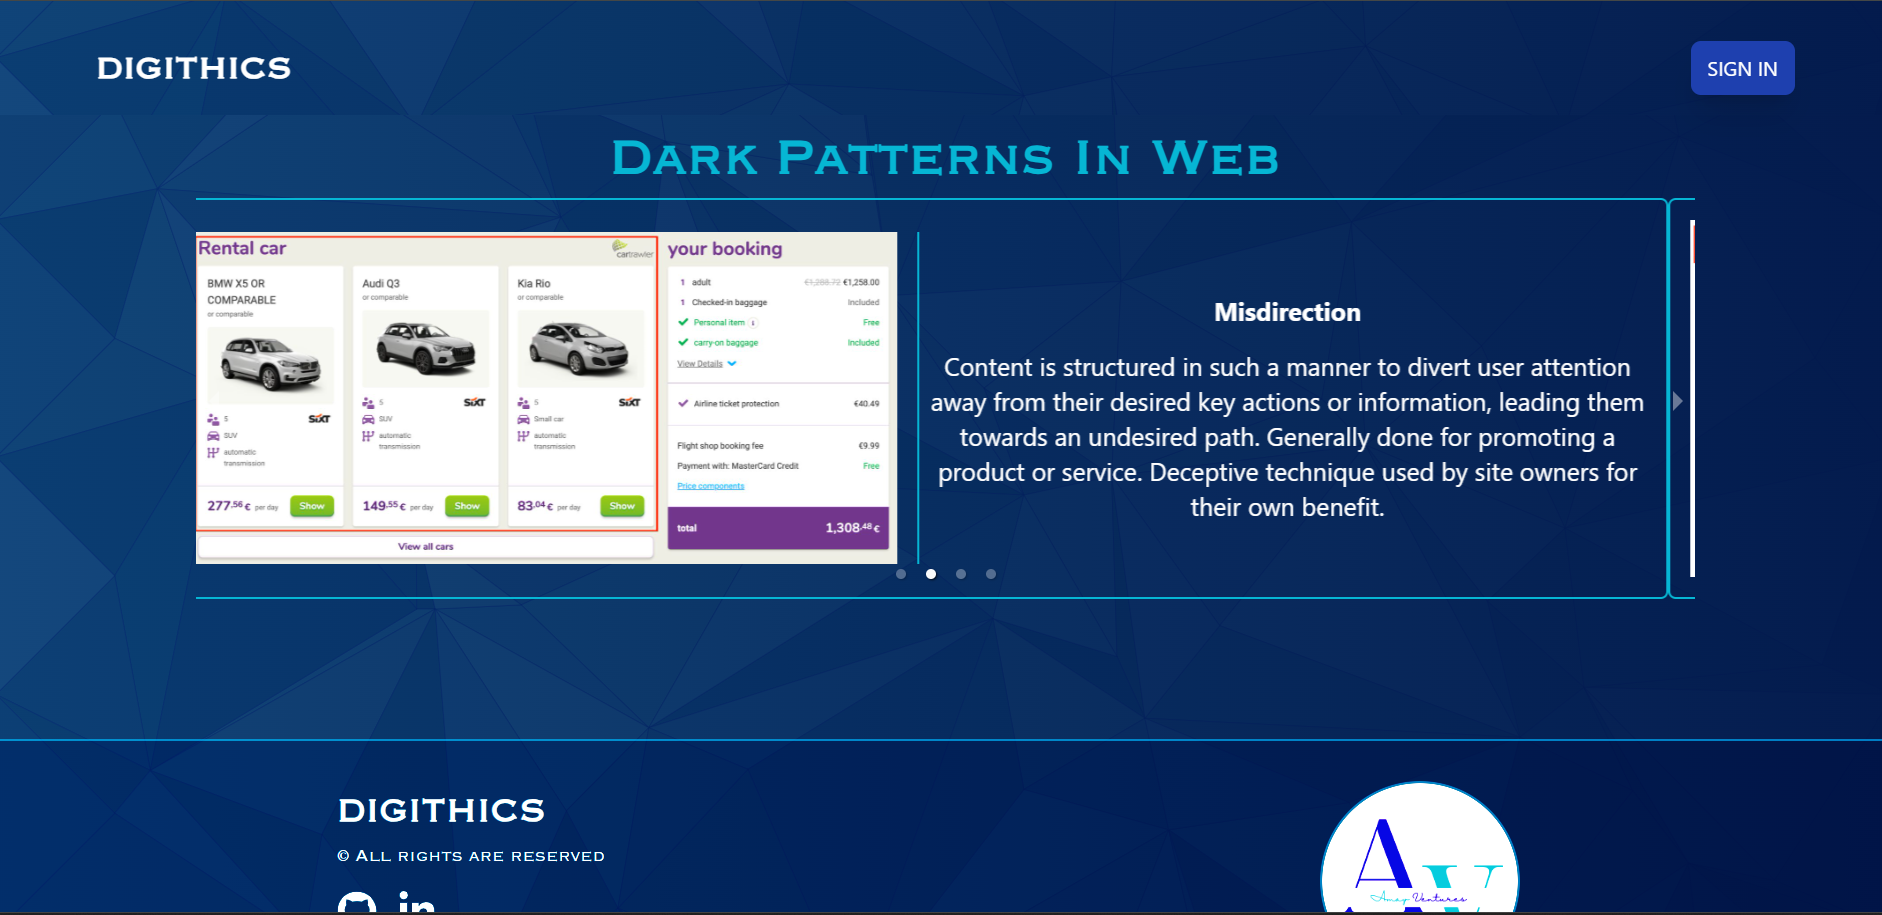 DIGITHICS
SIGN IN
DARK PATTERNS IN WEB
Rental car
cartrawler
BMW X5 OR
COMPARABLE
or comparable
5
SIXT
SUV
automatic
transmission
277.56 € per day
Show
Audi Q3
or comparable
5
SIXT
SUV
automatic
transmission
149.55 € per day
Show
Kia Rio
or comparable
5
SIXT
Small car
automatic
transmission
83.04 € per day
Show
View all cars
your booking
1 adult €1,288.72 €1,258.00
1 Checked-in baggage Included
Personal item i Free
carry-on baggage Included
View Details
Airline ticket protection €40.49
Flight shop booking fee €9.99
Payment with: MasterCard Credit Free
Price components
total 1,308.48 €
Misdirection
Content is structured in such a manner to divert user attention
away from their desired key actions or information, leading them
towards an undesired path. Generally done for promoting a
product or service. Deceptive technique used by site owners for
their own benefit.
DIGITHICS
© ALL RIGHTS ARE RESERVED
in
AV
Amey Ventures